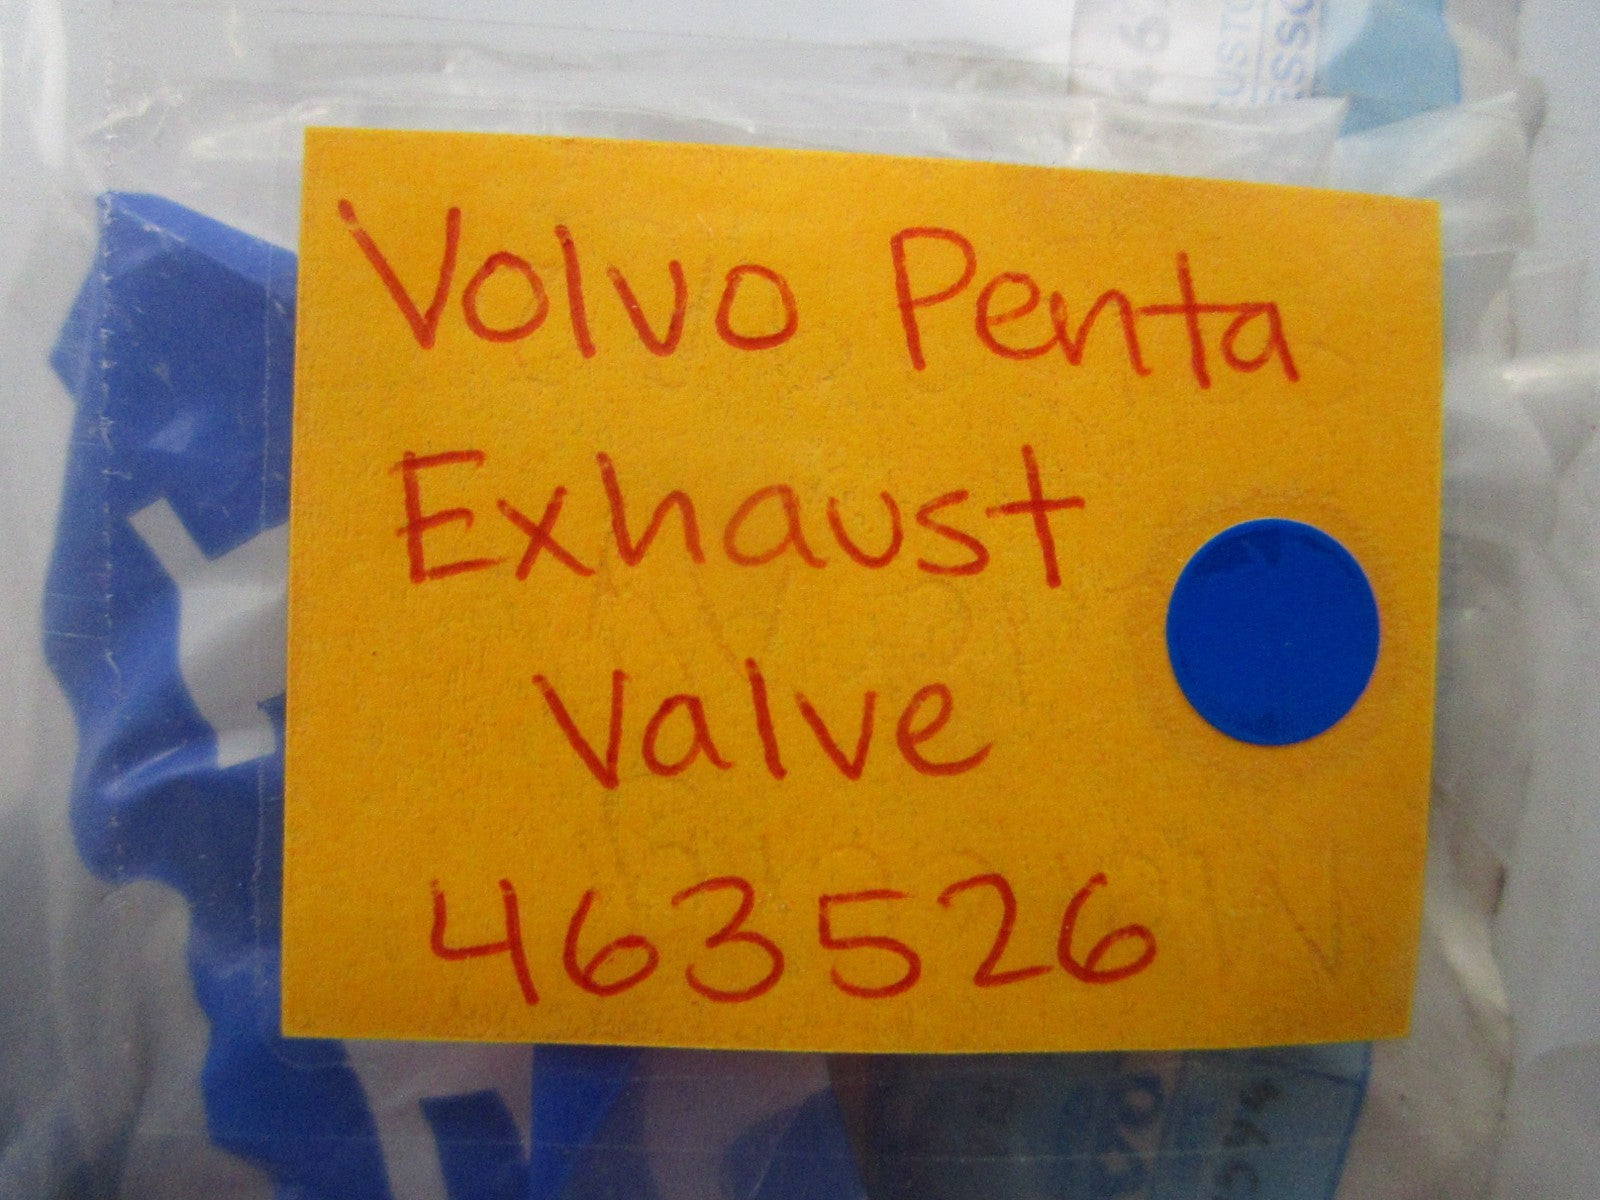 Volvo Penta
Exhaust
Valve
463526